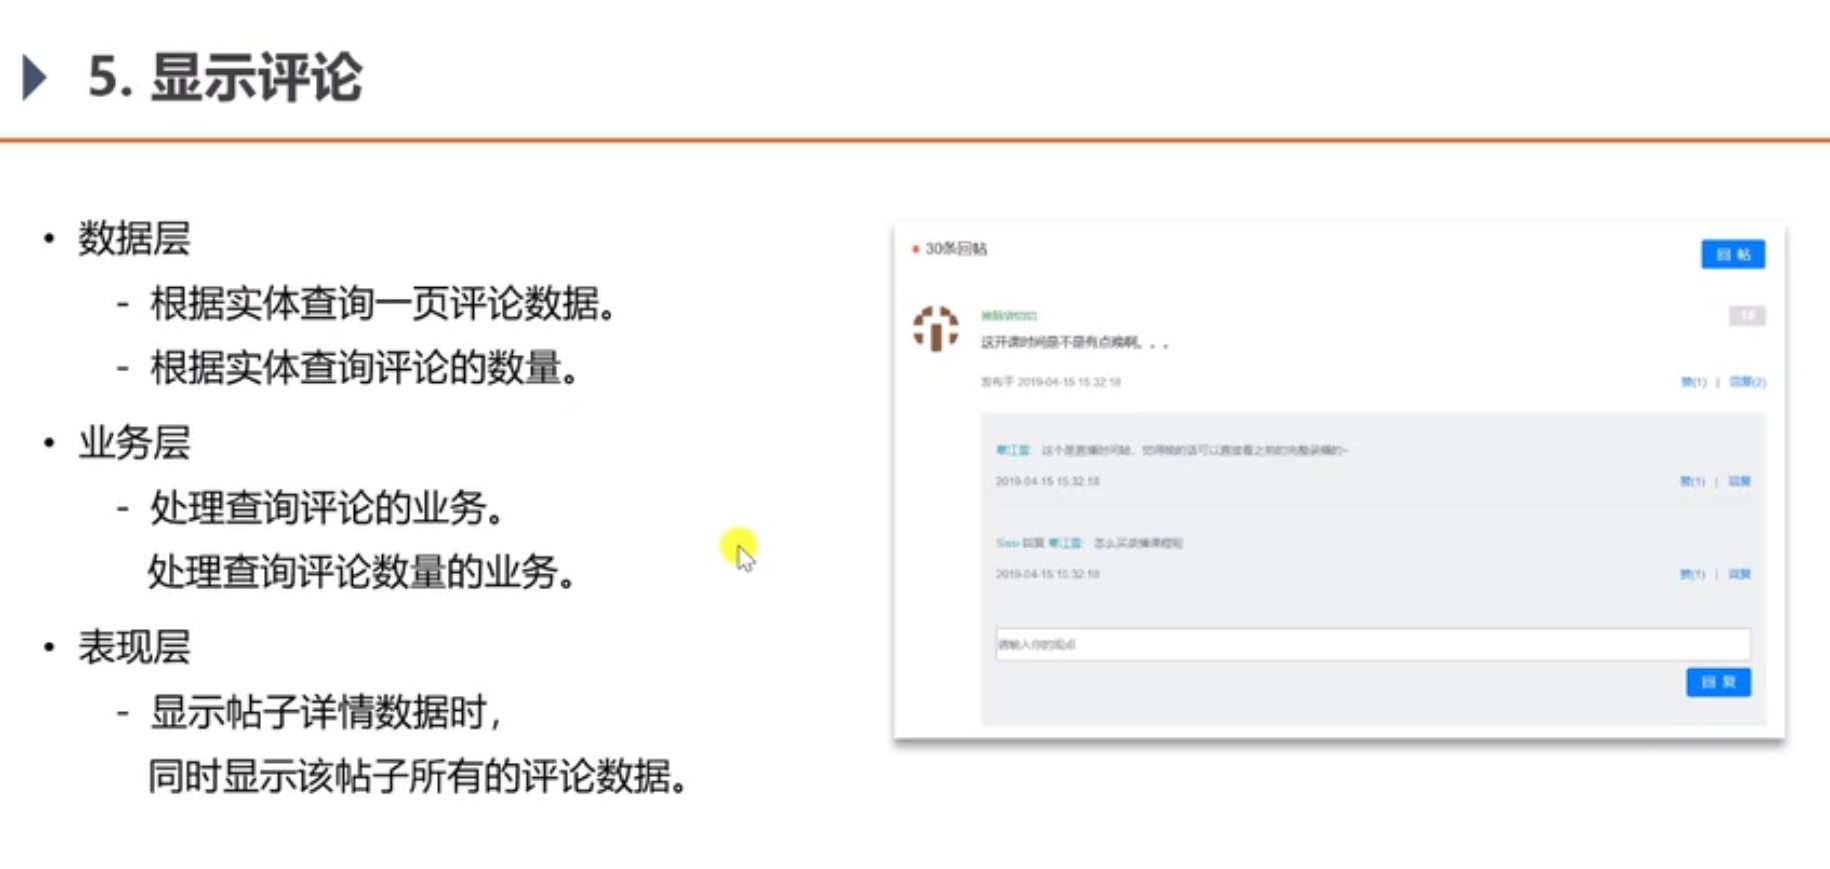 5. 显示评论
• 数据层
- 根据实体查询一页评论数据。
- 根据实体查询评论的数量。
• 业务层
- 处理查询评论的业务。
处理查询评论数量的业务。
• 表现层
- 显示帖子详情数据时，
同时显示该帖子所有的评论数据。
30条回帖
回 帖
1#
这开课时间是不是有点晚啊。。。
发布于 2019-04-15 15:32:18
赞(1) | 回复(2)
寒江雪: 这个是直播时间哈，觉得晚的话可以直接看之前的完整录播的~
2019-04-15 15:32:18
赞(1) | 回复
Sissi 回复 寒江雪: 怎么买录播课程呢
2019-04-15 15:32:18
赞(1) | 回复
请输入你的观点
回 复